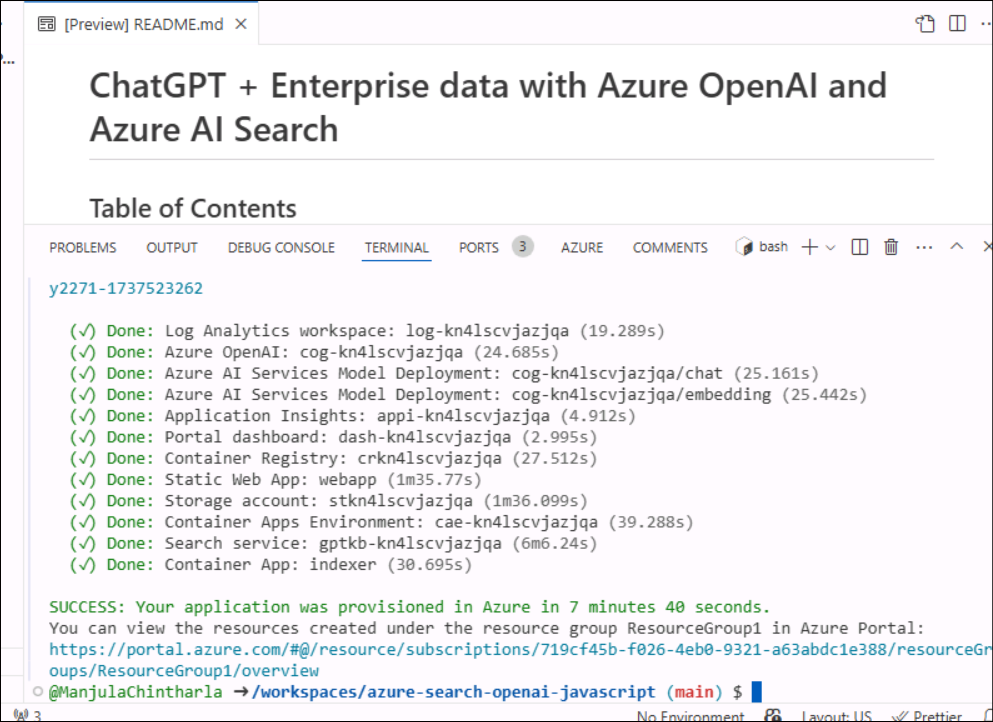 [Preview] README.md
ChatGPT + Enterprise data with Azure OpenAI and
Azure AI Search
Table of Contents
PROBLEMS OUTPUT DEBUG CONSOLE TERMINAL PORTS 3 AZURE COMMENTS bash
y2271-1737523262
(✓) Done: Log Analytics workspace: log-kn4lscvjazjqa (19.289s)
(✓) Done: Azure OpenAI: cog-kn4lscvjazjqa (24.685s)
(✓) Done: Azure AI Services Model Deployment: cog-kn4lscvjazjqa/chat (25.161s)
(✓) Done: Azure AI Services Model Deployment: cog-kn4lscvjazjqa/embedding (25.442s)
(✓) Done: Application Insights: appi-kn4lscvjazjqa (4.912s)
(✓) Done: Portal dashboard: dash-kn4lscvjazjqa (2.995s)
(✓) Done: Container Registry: crkn4lscvjazjqa (27.512s)
(✓) Done: Static Web App: webapp (1m35.77s)
(✓) Done: Storage account: stkn4lscvjazjqa (1m36.099s)
(✓) Done: Container Apps Environment: cae-kn4lscvjazjqa (39.288s)
(✓) Done: Search service: gptkb-kn4lscvjazjqa (6m6.24s)
(✓) Done: Container App: indexer (30.695s)
SUCCESS: Your application was provisioned in Azure in 7 minutes 40 seconds.
You can view the resources created under the resource group ResourceGroup1 in Azure Portal:
https://portal.azure.com/#@/resource/subscriptions/719cf45b-f026-4eb0-9321-a63abdc1e388/resourceGr
oups/ResourceGroup1/overview
@ManjulaChintharla ➜/workspaces/azure-search-openai-javascript (main) $
3 No Environment Layout: US Prettier